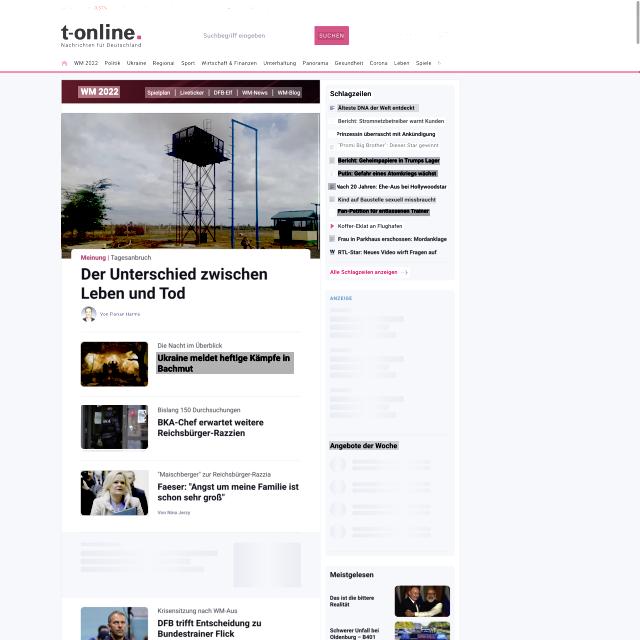 t-online.
Nachrichten für Deutschland
Suchbegriff eingeben
SUCHEN
WM 2022 Politik Ukraine Regional Sport Wirtschaft & Finanzen Unterhaltung Panorama Gesundheit Corona Leben Spiele
WM 2022
Spielplan | Liveticker | DFB-Elf | WM-News | WM-Blog
Meinung | Tagesanbruch
Der Unterschied zwischen
Leben und Tod
Von Florian Harms
Die Nacht im Überblick
Ukraine meldet heftige Kämpfe in
Bachmut
Bislang 150 Durchsuchungen
BKA-Chef erwartet weitere
Reichsbürger-Razzien
"Maischberger" zur Reichsbürger-Razzia
Faeser: "Angst um meine Familie ist
schon sehr groß"
Von Nina Jerzy
Krisensitzung nach WM-Aus
DFB trifft Entscheidung zu
Bundestrainer Flick
Schlagzeilen
Älteste DNA der Welt entdeckt
Bericht: Stromnetzbetreiber warnt Kunden
Prinzessin überrascht mit Ankündigung
"Promi Big Brother": Dieser Star gewinnt
Bericht: Geheimpapiere in Trumps Lager
Putin: Gefahr eines Atomkriegs wächst
Nach 20 Jahren: Ehe-Aus bei Hollywoodstar
Kind auf Baustelle sexuell missbraucht
Fan-Petition für entlassenen Trainer
Koffer-Eklat an Flughafen
Frau in Parkhaus erschossen: Mordanklage
RTL-Star: Neues Video wirft Fragen auf
Alle Schlagzeilen anzeigen
ANZEIGE
Angebote der Woche
Meistgelesen
Das ist die bittere
Realität
Schwerer Unfall bei
Oldenburg – B401